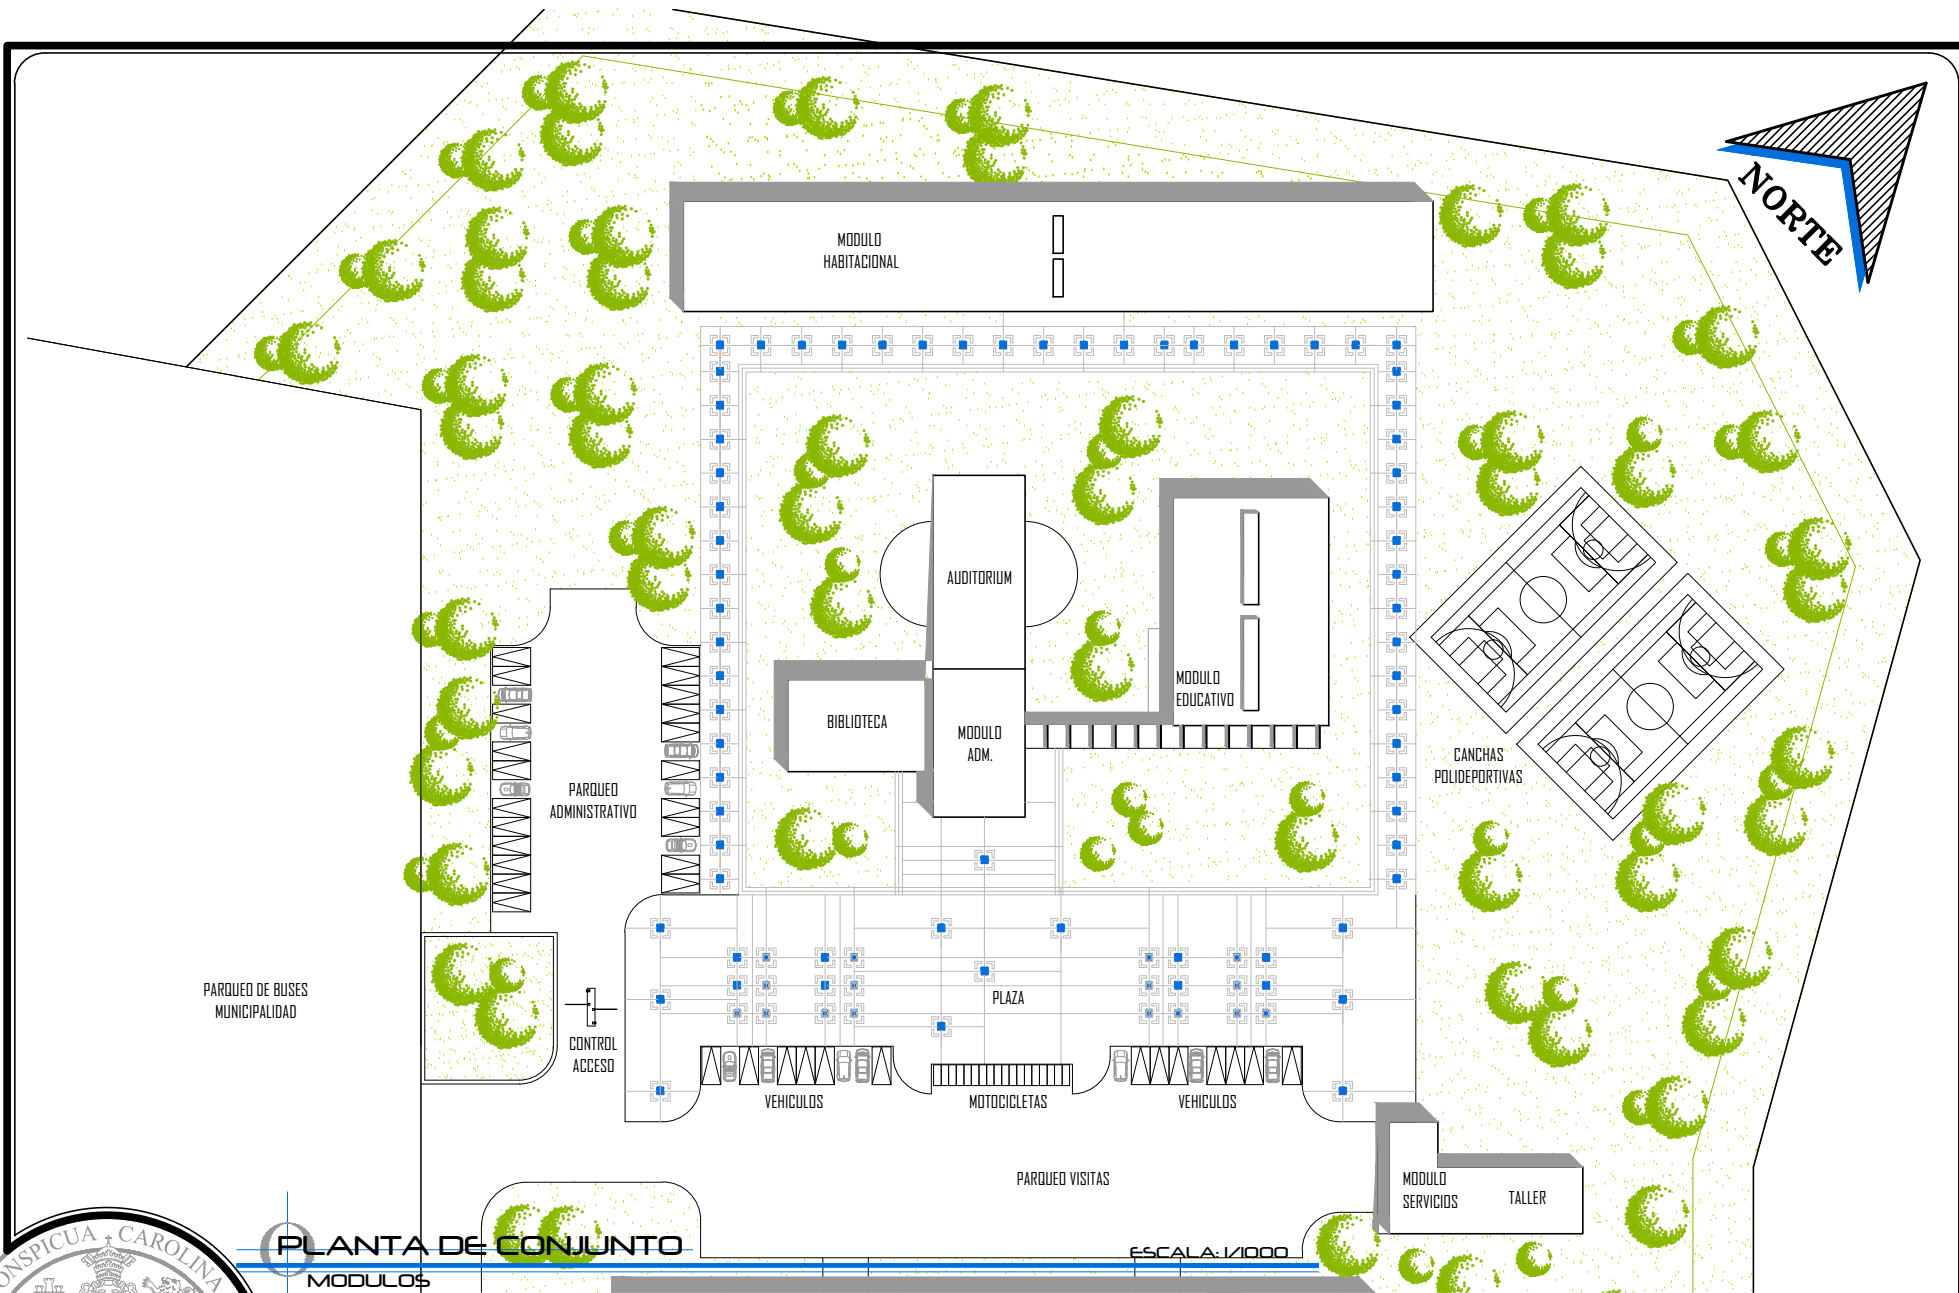 NORTE
MODULO
HABITACIONAL
AUDITORIUM
MODULO
EDUCATIVO
BIBLIOTECA
MODULO
ADM.
CANCHAS
POLIDEPORTIVAS
PARQUEO
ADMINISTRATIVO
PARQUEO DE BUSES
MUNICIPALIDAD
PLAZA
CONTROL
ACCESO
VEHICULOS
MOTOCICLETAS
VEHICULOS
PARQUEO VISITAS
MODULO
SERVICIOS
TALLER
PLANTA DE CONJUNTO
ESCALA: 1/1000
MODULOS
CONSPICUA CAROLINA